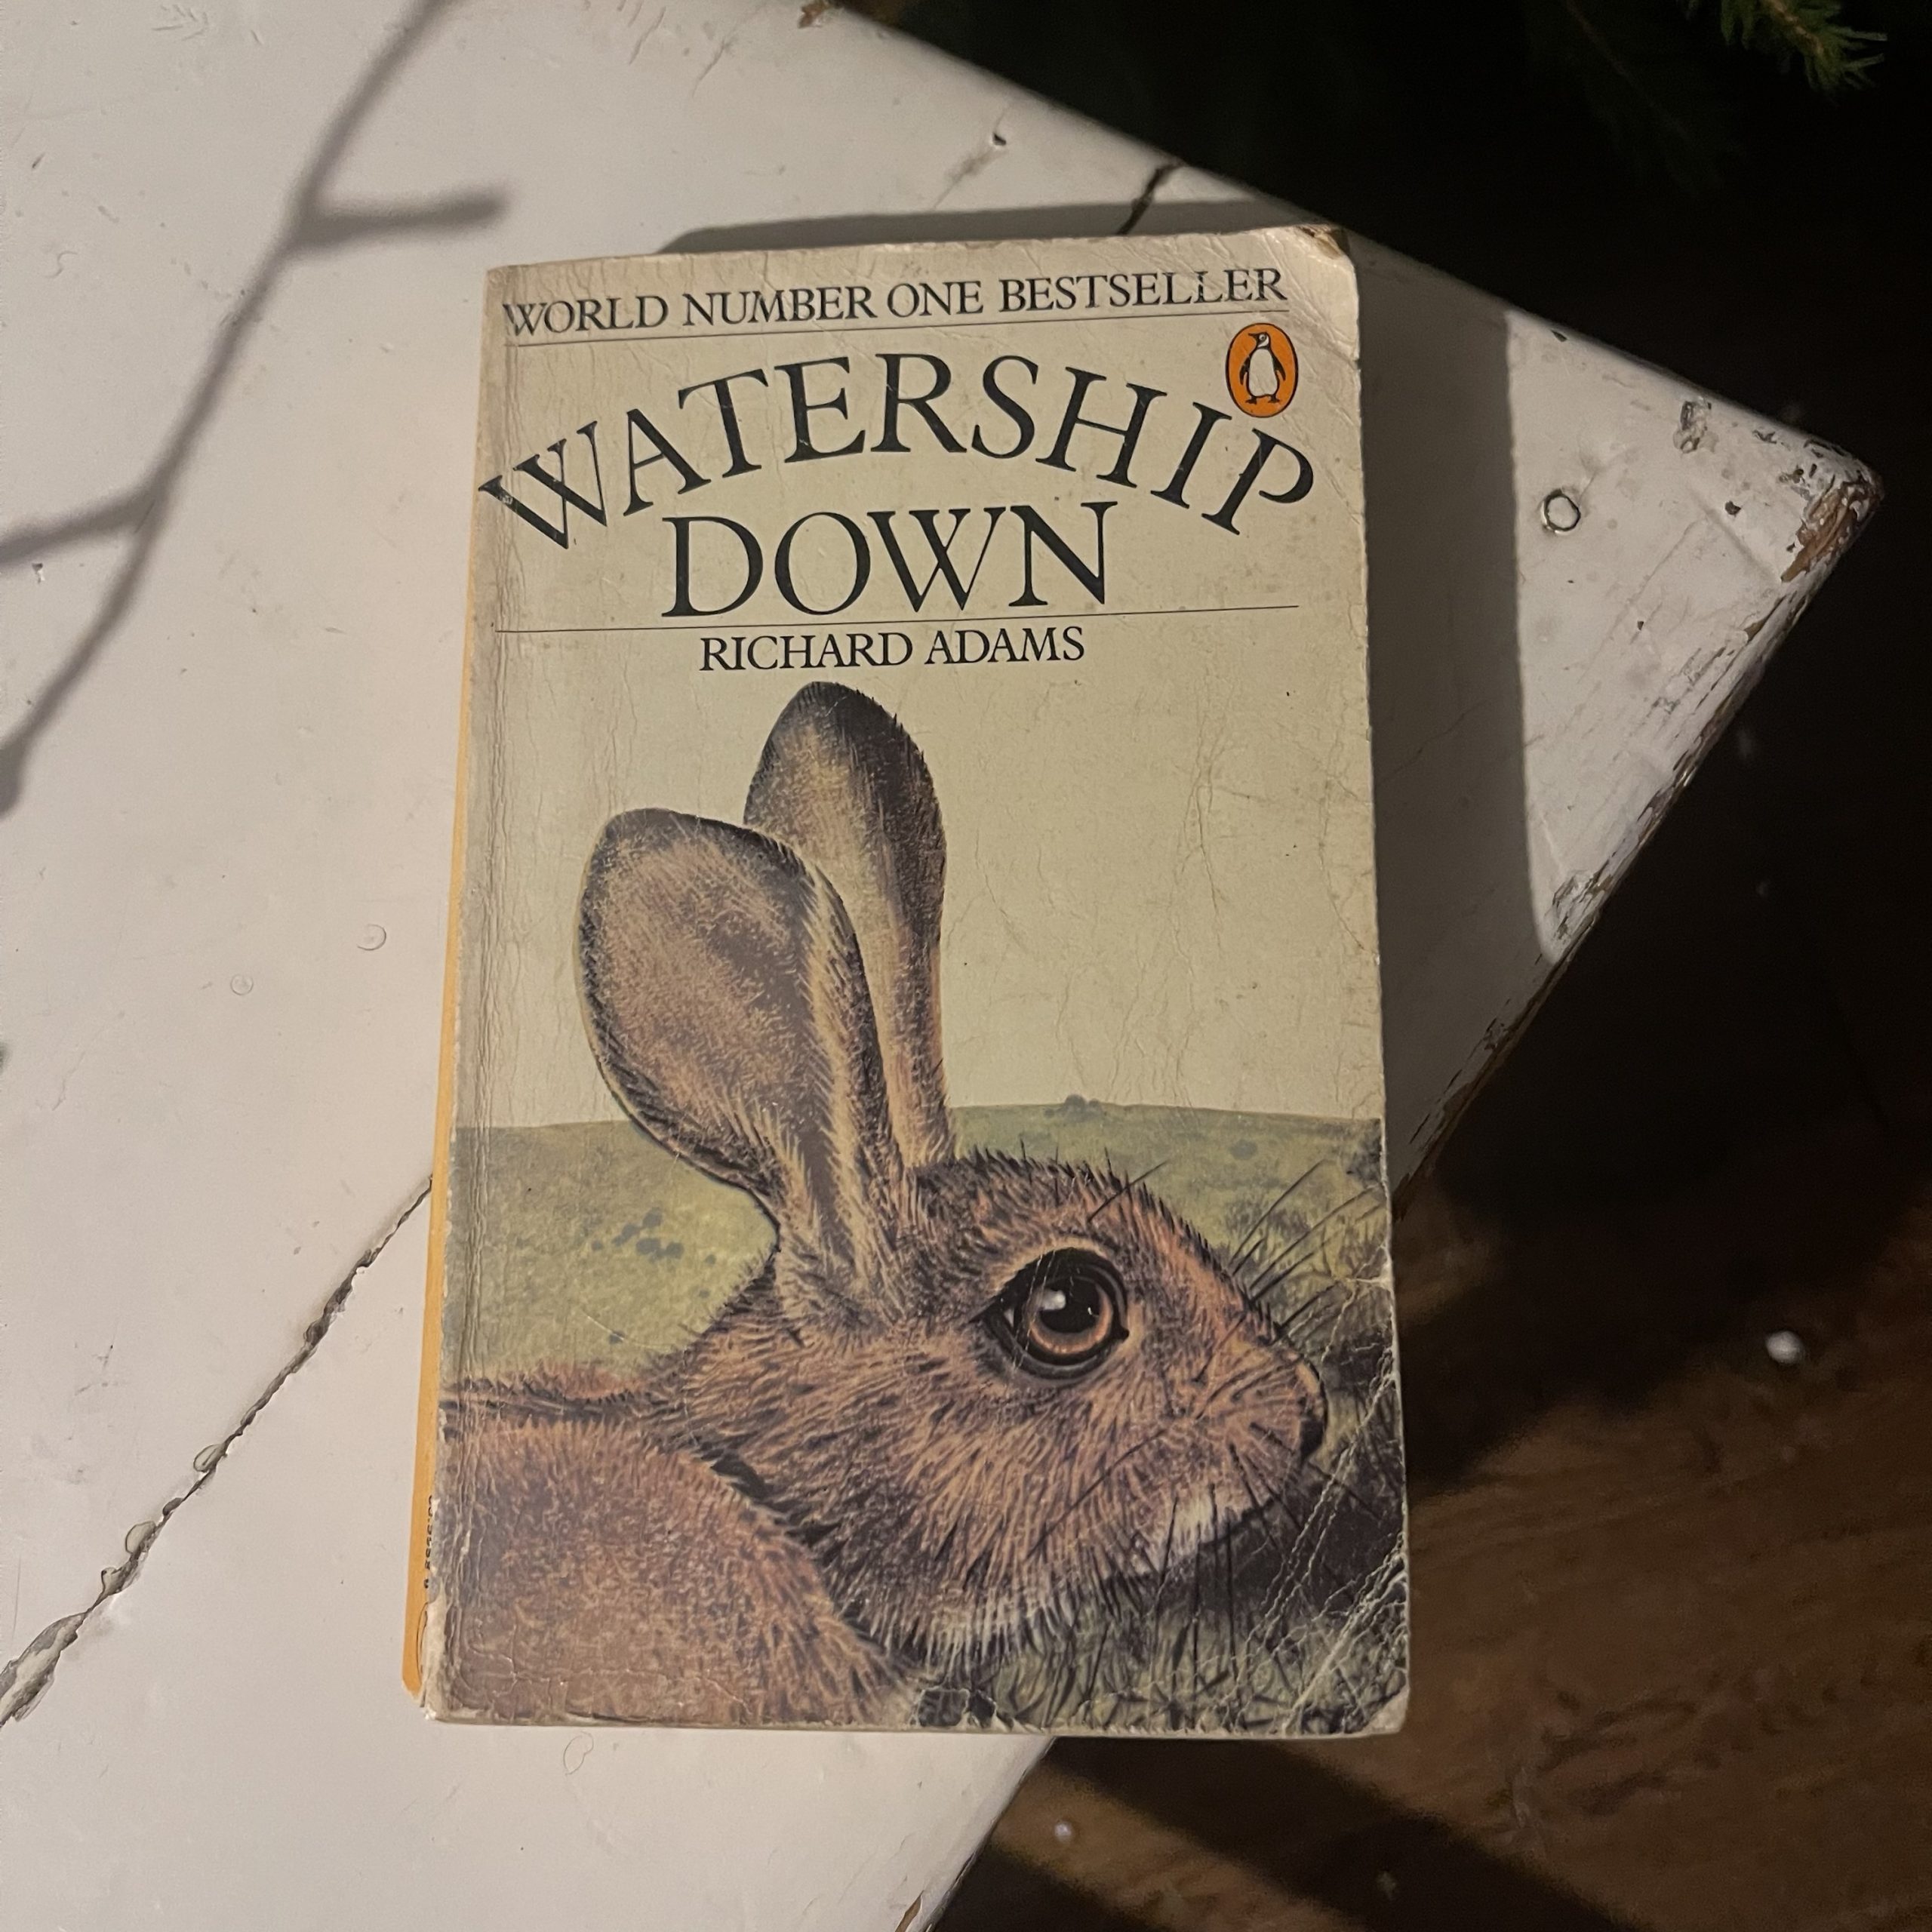 WORLD NUMBER ONE BESTSELLER
WATERSHIP
DOWN
RICHARD ADAMS